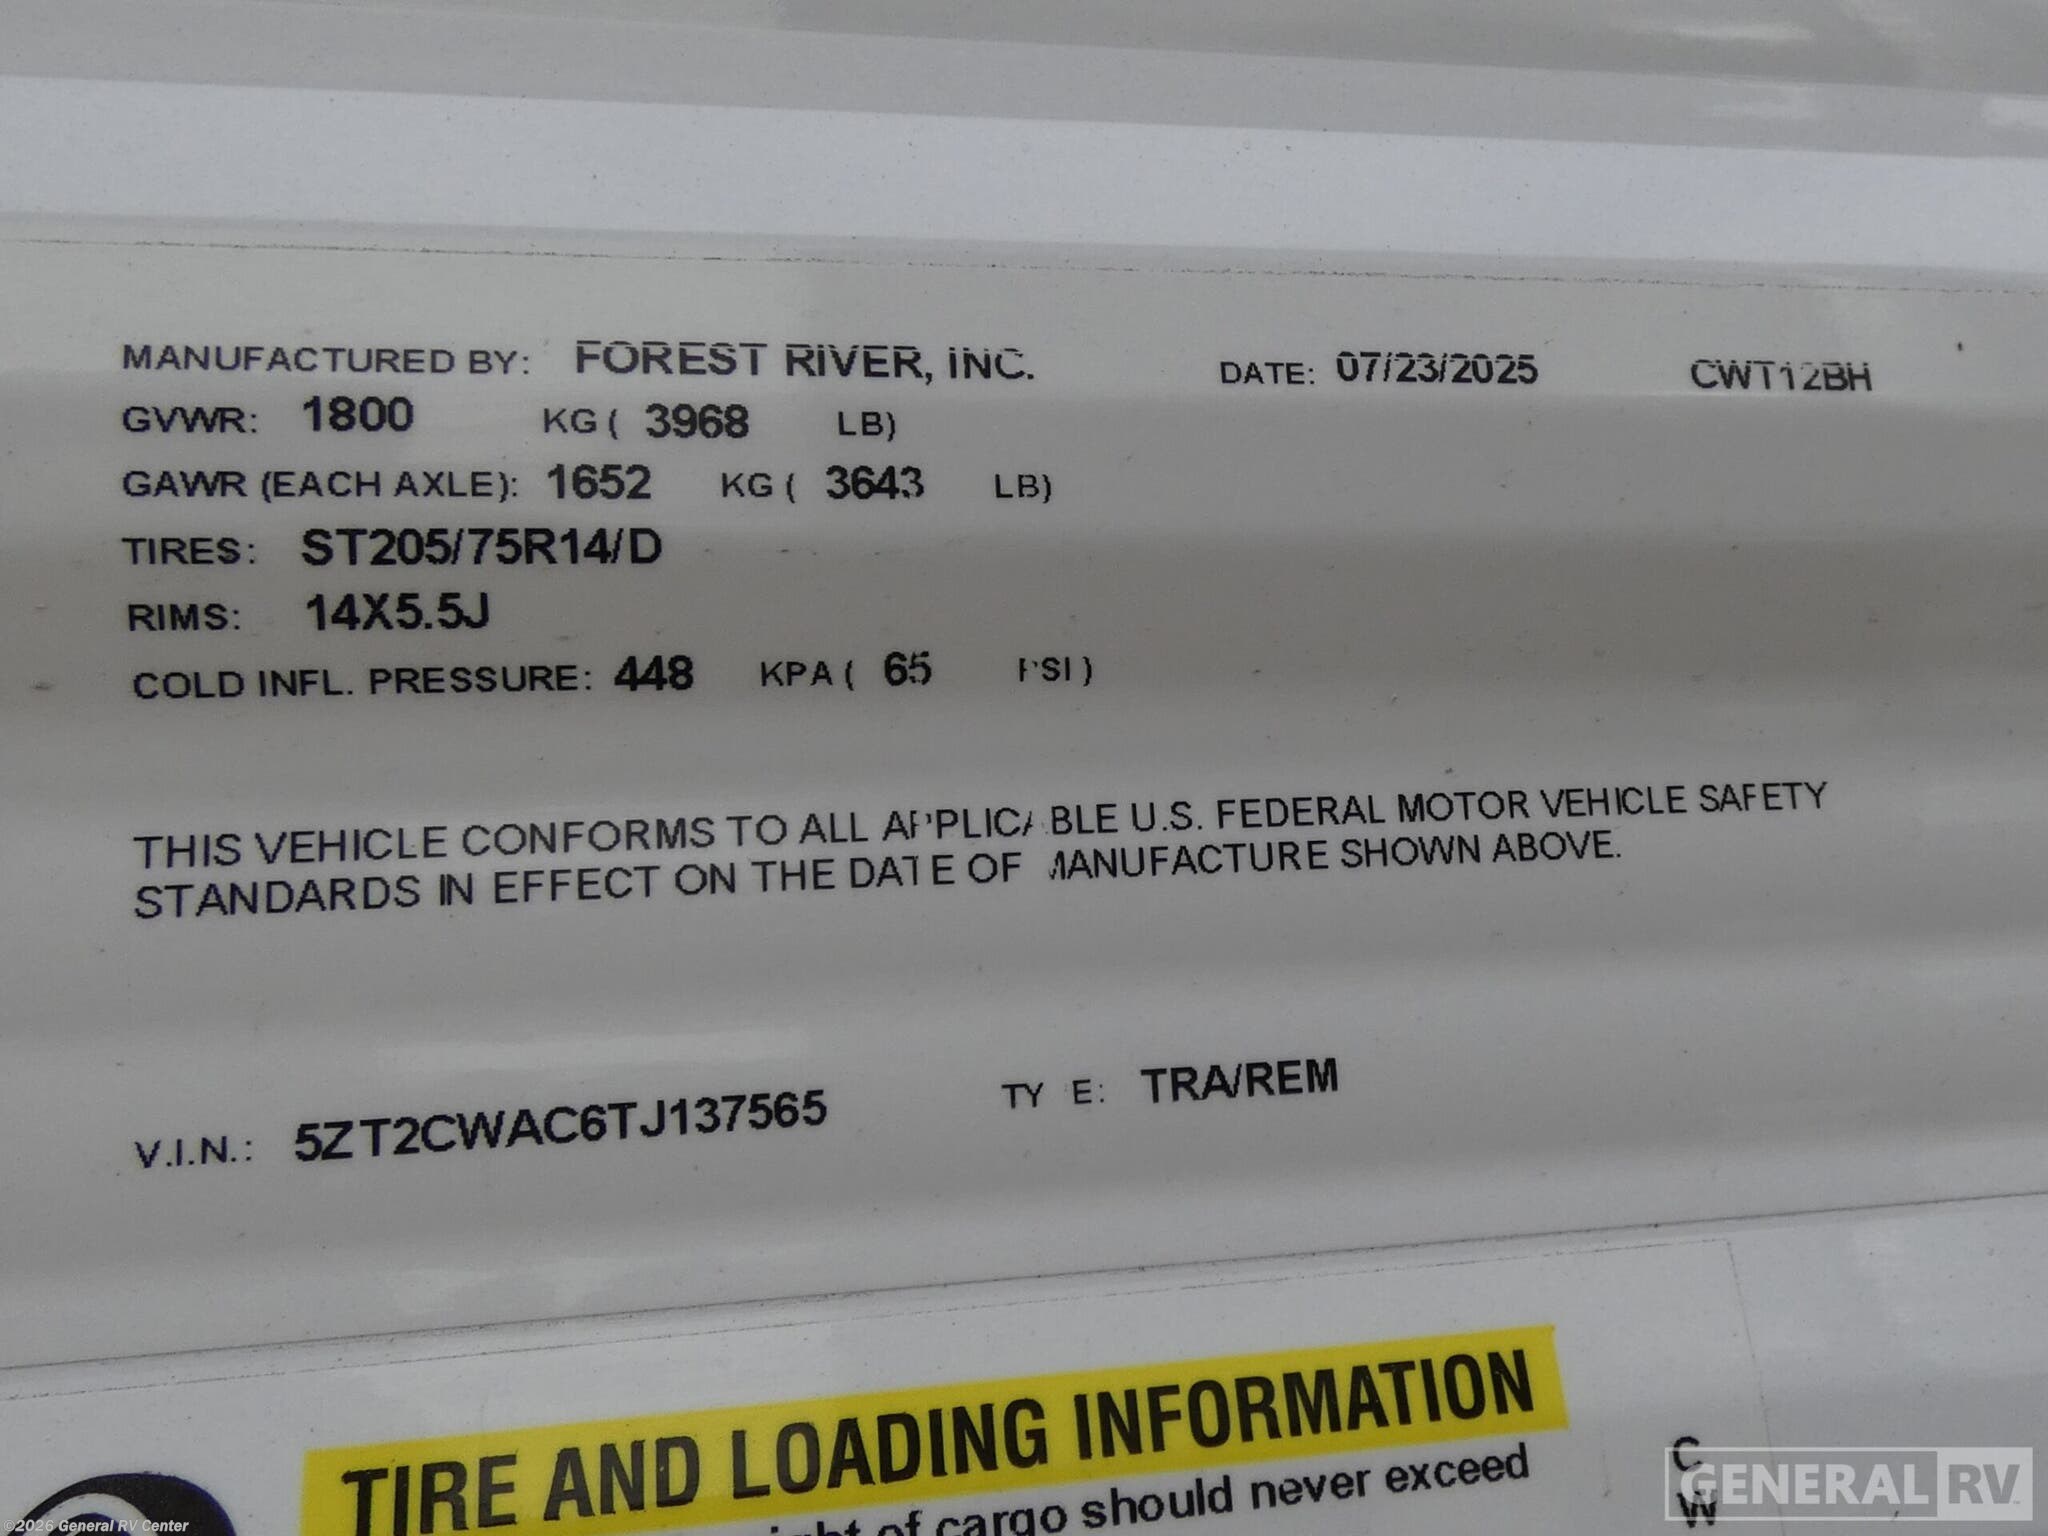 MANUFACTURED BY: FOREST RIVER, INC. DATE: 07/23/2025 CWT12BH
GVWR: 1800 KG ( 3968 LB)
GAWR (EACH AXLE): 1652 KG ( 3643 LB)
TIRES: ST205/75R14/D
RIMS: 14X5.5J
COLD INFL. PRESSURE: 448 KPA ( 65 PSI )
THIS VEHICLE CONFORMS TO ALL APPLICABLE U.S. FEDERAL MOTOR VEHICLE SAFETY
STANDARDS IN EFFECT ON THE DATE OF MANUFACTURE SHOWN ABOVE.
V.I.N.: 5ZT2CWAC6TJ137565 TYPE: TRA/REM
TIRE AND LOADING INFORMATION
of cargo should never exceed
C
W
GENERAL RV
©2026 General RV Center